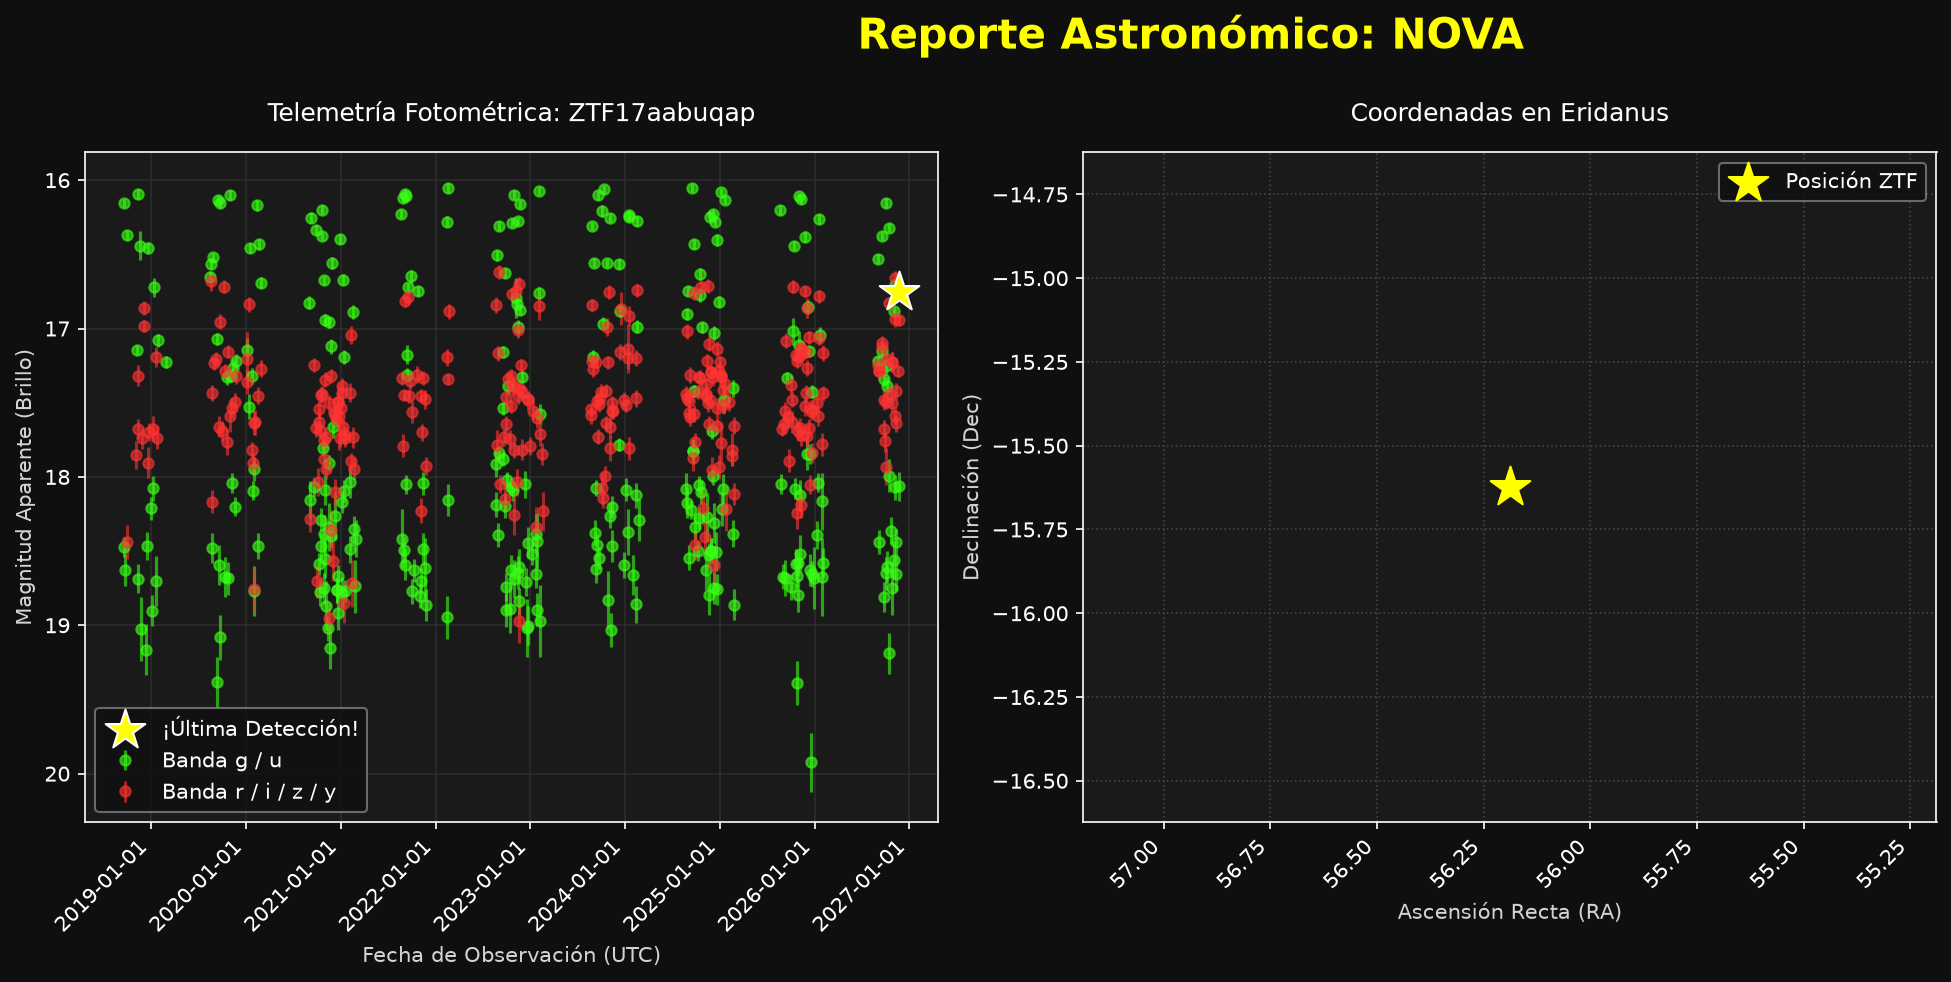 Reporte Astronómico: NOVA
Telemetría Fotométrica: ZTF17aabuqap
Magnitud Aparente (Brillo)
16
17
18
19
20
¡Última Detección!
Banda g / u
Banda r / i / z / y
2019-01-01
2020-01-01
2021-01-01
2022-01-01
2023-01-01
2024-01-01
2025-01-01
2026-01-01
2027-01-01
Fecha de Observación (UTC)
Coordenadas en Eridanus
Posición ZTF
Declinación (Dec)
−14.75
−15.00
−15.25
−15.50
−15.75
−16.00
−16.25
−16.50
57.00
56.75
56.50
56.25
56.00
55.75
55.50
55.25
Ascensión Recta (RA)